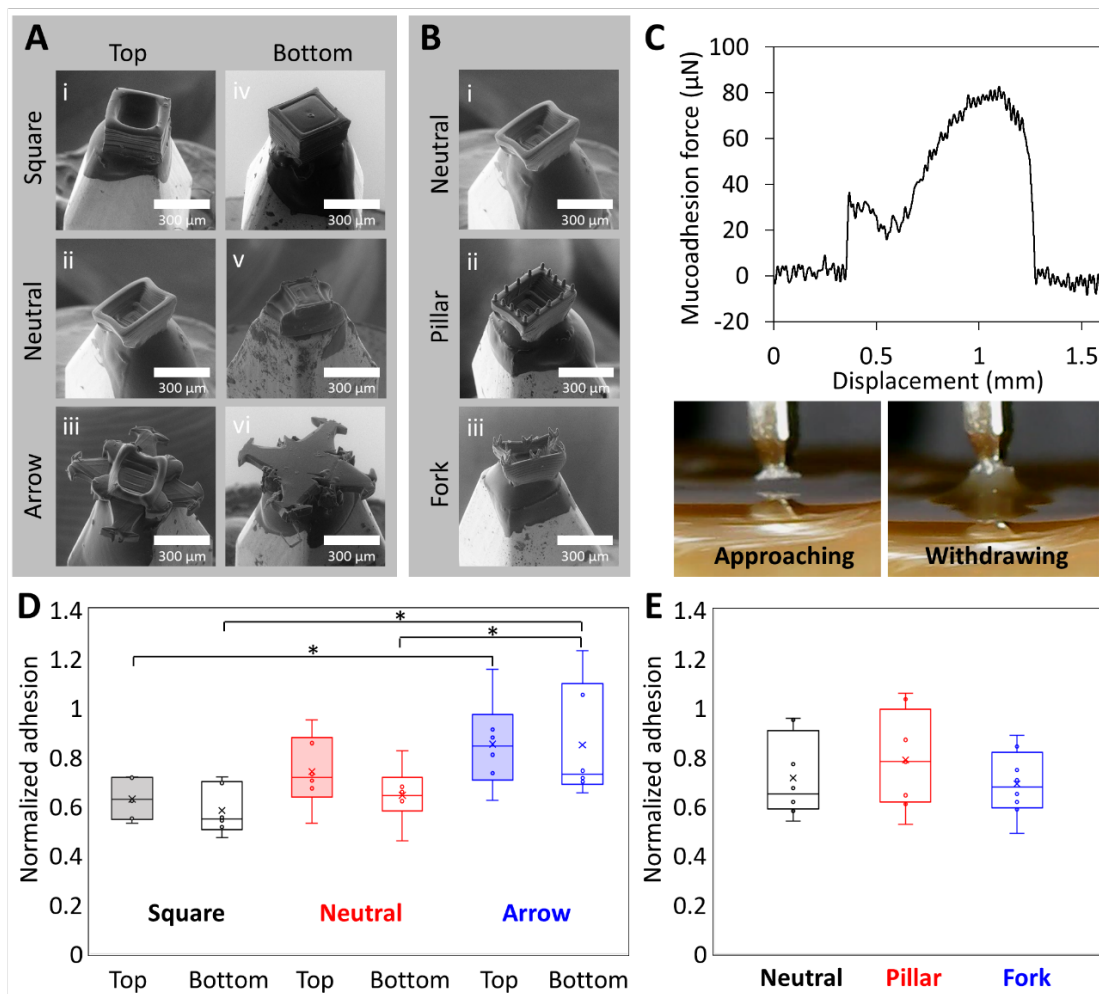 A
Top
Bottom
Square
i
300 µm
iv
300 µm
Neutral
ii
300 µm
v
300 µm
Arrow
iii
300 µm
vi
300 µm
B
Neutral
i
300 µm
Pillar
ii
300 µm
Fork
iii
300 µm
C
Mucoadhesion force (µN)
100
80
60
40
20
0
-20
0
0.5
1
1.5
Displacement (mm)
Approaching
Withdrawing
D
Normalized adhesion
1.4
1.2
1
0.8
0.6
0.4
0.2
0
*
*
*
Square
Neutral
Arrow
Top
Bottom
Top
Bottom
Top
Bottom
E
Normalized adhesion
1.4
1.2
1
0.8
0.6
0.4
0.2
0
Neutral
Pillar
Fork